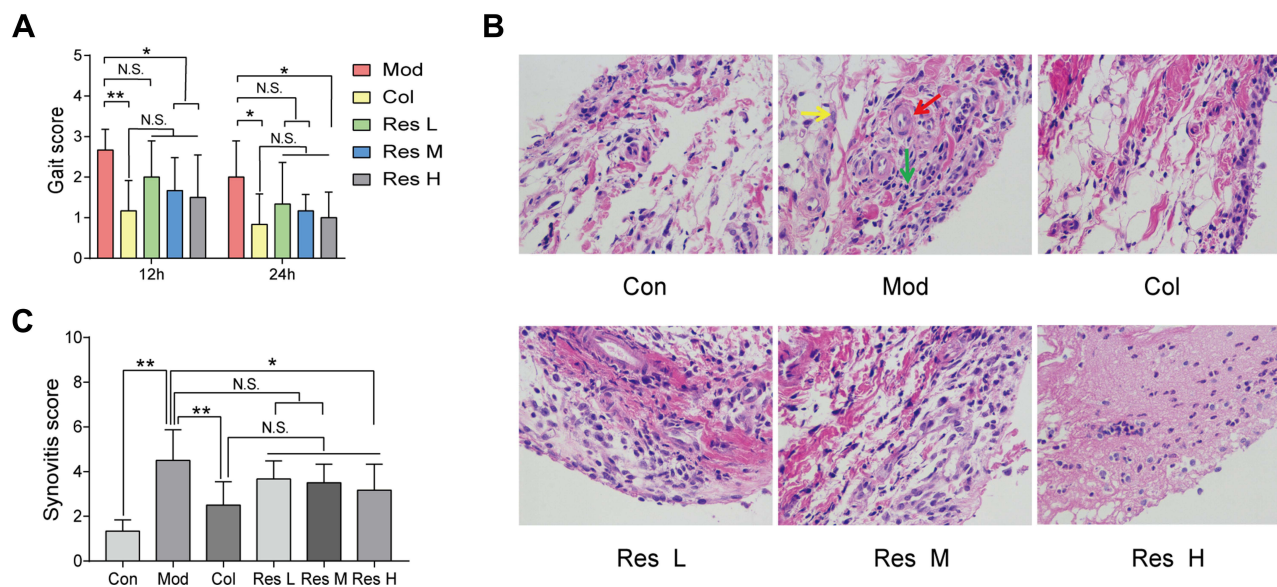 A
Gait score
5
4
3
2
1
0
*
N.S.
**
*
N.S.
*
N.S.
12h
24h
Mod
Col
Res L
Res M
Res H
B
Con
Mod
Col
Res L
Res M
Res H
C
Synovitis score
10
8
6
4
2
0
**
*
N.S.
**
N.S.
Con
Mod
Col
Res L
Res M
Res H